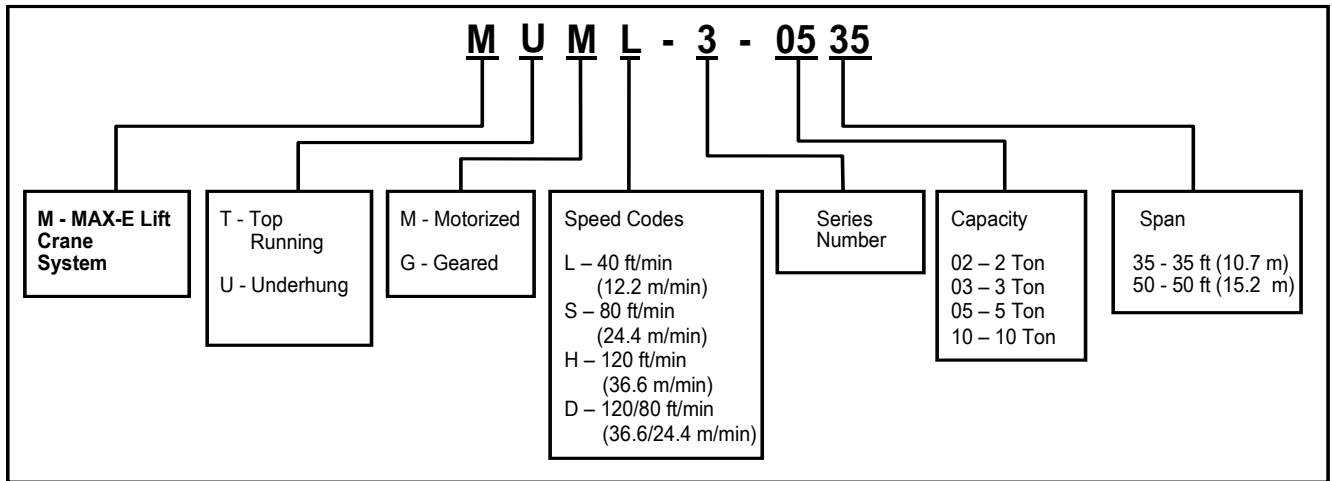 M U M L - 3 - 05 35
M - MAX-E Lift
Crane
System
T - Top
Running
U - Underhung
M - Motorized
G - Geared
Speed Codes
L – 40 ft/min
(12.2 m/min)
S – 80 ft/min
(24.4 m/min)
H – 120 ft/min
(36.6 m/min)
D – 120/80 ft/min
(36.6/24.4 m/min)
Series
Number
Capacity
02 – 2 Ton
03 – 3 Ton
05 – 5 Ton
10 – 10 Ton
Span
35 - 35 ft (10.7 m)
50 - 50 ft (15.2 m)